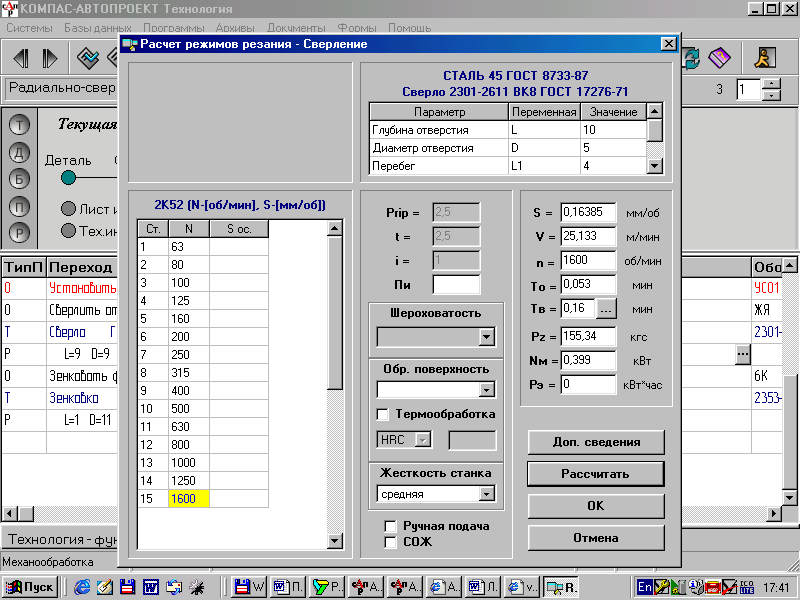 КОМПАС-АВТОПРОЕКТ Технология
Системы Базы данных Программы Архивы Документы Формы Помощь
Расчет режимов резания - Сверление
Радиально-свер
3 1
Т
Д
Б
П
Р
Текущая
Деталь
Лист и
Тех.ин
СТАЛЬ 45 ГОСТ 8733-87
Сверло 2301-2611 ВК8 ГОСТ 17276-71
Параметр Переменная Значение
Глубина отверстия L 10
Диаметр отверстия D 5
Перебег L1 4
2К52 (N-[об/мин], S-[мм/об])
Ст. N S ос.
1 63
2 80
3 100
4 125
5 160
6 200
7 250
8 315
9 400
10 500
11 630
12 800
13 1000
14 1250
15 1600
Prip = 2,5
t = 2,5
i = 1
Пи
Шероховатость
Обр. поверхность
Термообработка
HRC
Жесткость станка
средняя
Ручная подача
СОЖ
S = 0,16385 мм/об
V = 25,133 м/мин
n = 1600 об/мин
То = 0,053 мин
Тв = 0,16 ... мин
Pz = 155,34 кгс
Nм = 0,399 кВт
Рэ = 0 кВт*час
Доп. сведения
Рассчитать
OK
Отмена
ТипП Переход Обо
О Установить УС01
О Сверлить от ЖЯ
Т Сверло Г 2301-
Р L=9 D=9 ...
О Зенковать ф 6К
Т Зенковка 2353-
Р L=1 D=11
Технология - фун
Механообработка
Пуск W П. Р. А. А. А. Л. v.. R. En 17:41